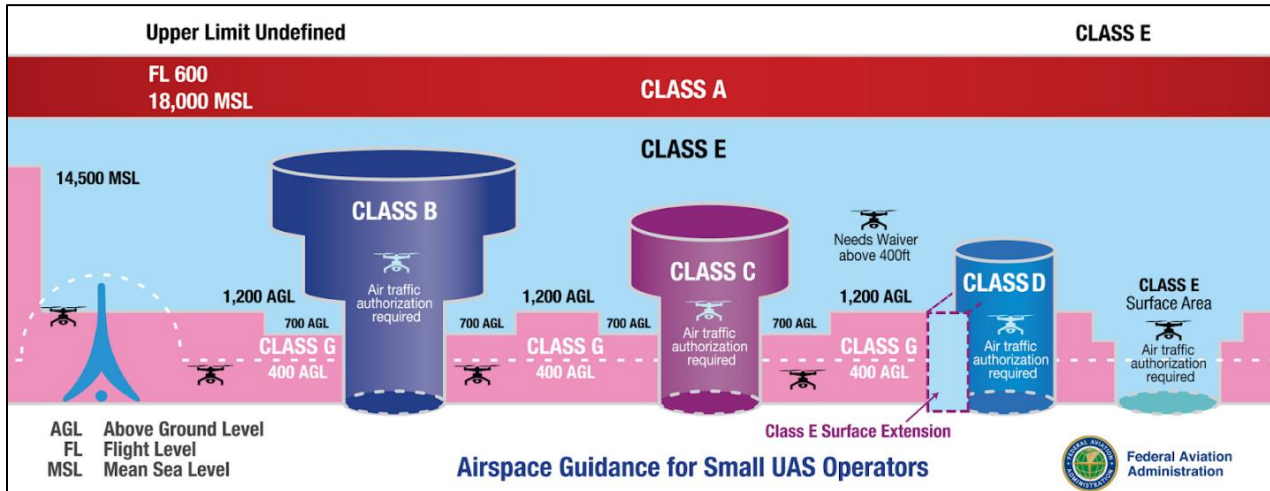 Upper Limit Undefined
CLASS E
FL 600
18,000 MSL
CLASS A
CLASS E
14,500 MSL
CLASS B
Air traffic
authorization
required
CLASS C
Air traffic
authorization
required
Needs Waiver
above 400ft
CLASS D
Air traffic
authorization
required
CLASS E
Surface Area
Air traffic
authorization
required
1,200 AGL
700 AGL
CLASS G
400 AGL
700 AGL
1,200 AGL
700 AGL
CLASS G
400 AGL
700 AGL
1,200 AGL
CLASS G
400 AGL
Class E Surface Extension
AGL Above Ground Level
FL Flight Level
MSL Mean Sea Level
Airspace Guidance for Small UAS Operators
FEDERAL AVIATION
ADMINISTRATION
Federal Aviation
Administration